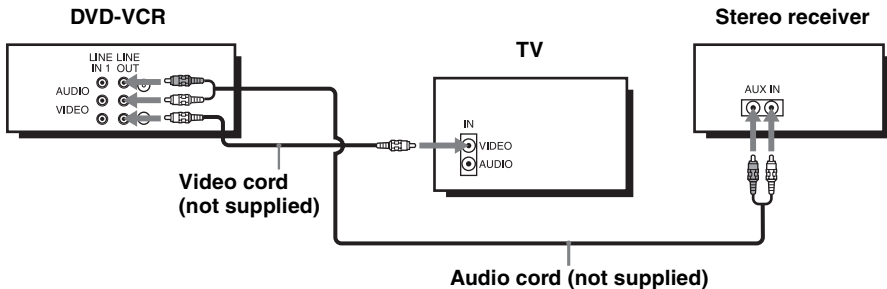 DVD-VCR
Stereo receiver
TV
LINE LINE
IN 1 OUT
AUDIO
VIDEO
AUX IN
IN
VIDEO
AUDIO
Video cord
(not supplied)
Audio cord (not supplied)